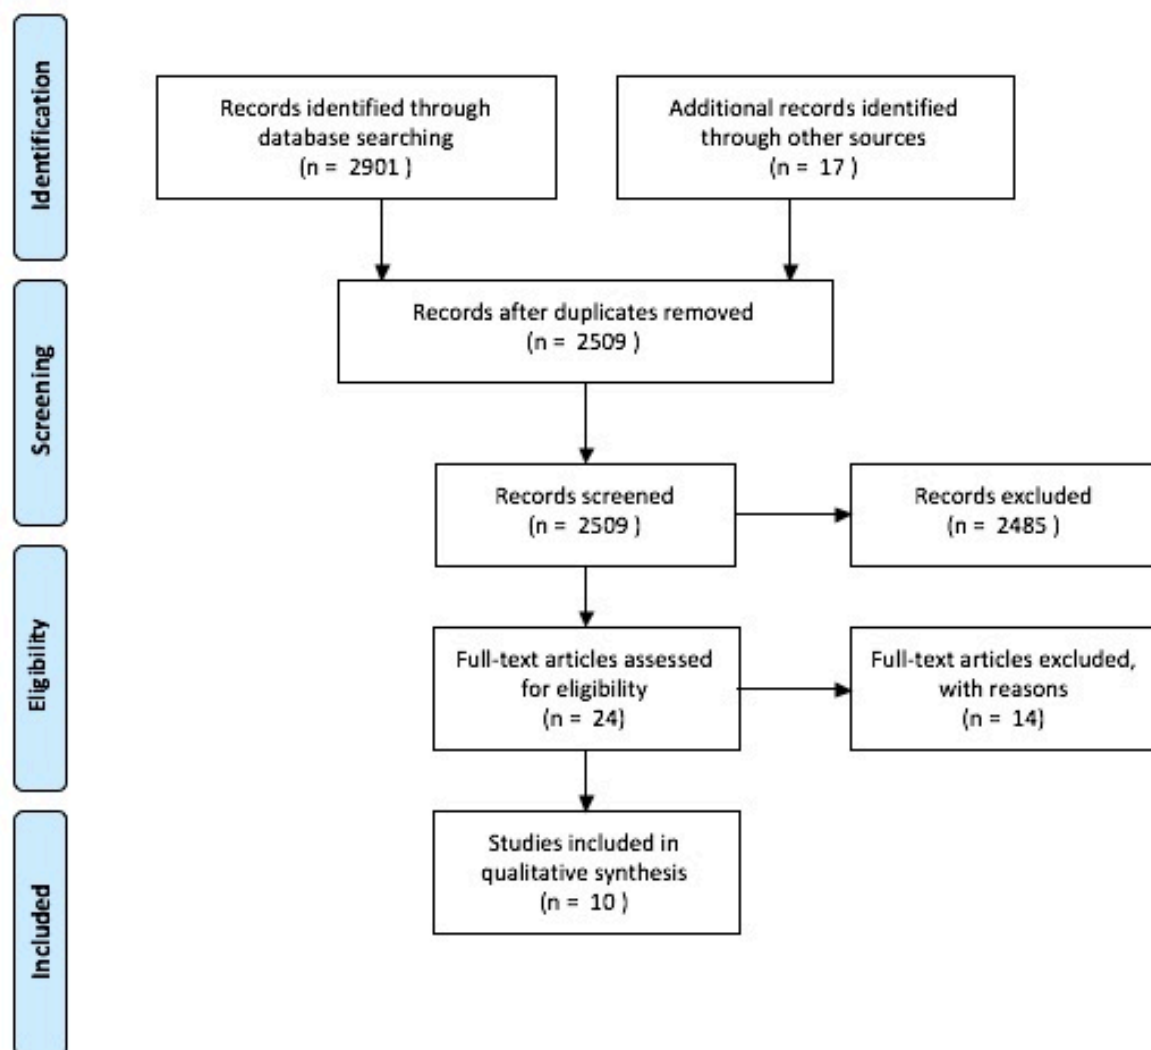 Identification
Records identified through
database searching
(n = 2901 )
Additional records identified
through other sources
(n = 17 )
Screening
Records after duplicates removed
(n = 2509 )
Records screened
(n = 2509 )
Records excluded
(n = 2485 )
Eligibility
Full-text articles assessed
for eligibility
(n = 24)
Full-text articles excluded,
with reasons
(n = 14)
Included
Studies included in
qualitative synthesis
(n = 10 )